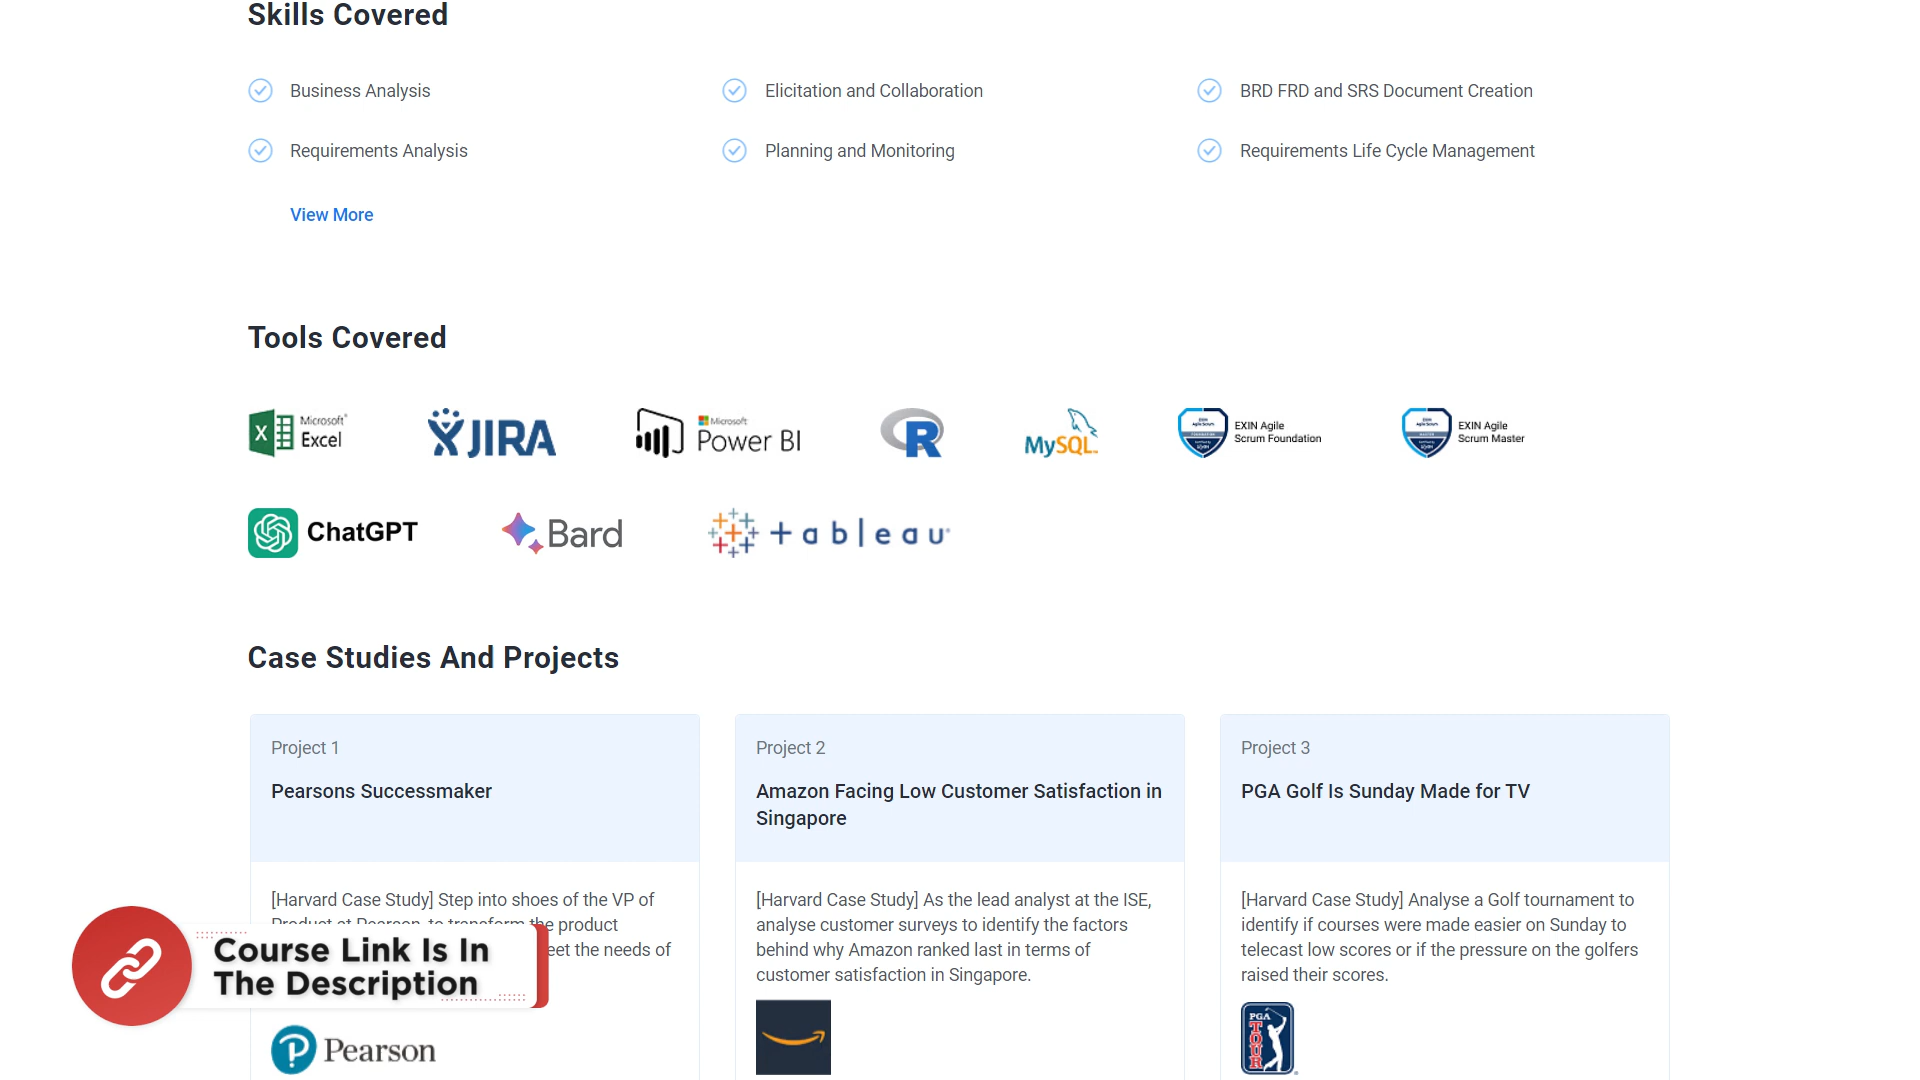 Skills Covered
Business Analysis
Elicitation and Collaboration
BRD FRD and SRS Document Creation
Requirements Analysis
Planning and Monitoring
Requirements Life Cycle Management
View More
Tools Covered
Microsoft Excel
JIRA
Microsoft Power BI
R
MySQL
EXIN Agile
Scrum Foundation
EXIN Agile
Scrum Master
ChatGPT
Bard
+ableau
Case Studies And Projects
Project 1
Pearsons Successmaker
[Harvard Case Study] Step into shoes of the VP of
Product at Pearson, to transform the product
eet the needs of
Pearson
Project 2
Amazon Facing Low Customer Satisfaction in
Singapore
[Harvard Case Study] As the lead analyst at the ISE,
analyse customer surveys to identify the factors
behind why Amazon ranked last in terms of
customer satisfaction in Singapore.
Project 3
PGA Golf Is Sunday Made for TV
[Harvard Case Study] Analyse a Golf tournament to
identify if courses were made easier on Sunday to
telecast low scores or if the pressure on the golfers
raised their scores.
PGA
TOUR
Course Link Is In
The Description